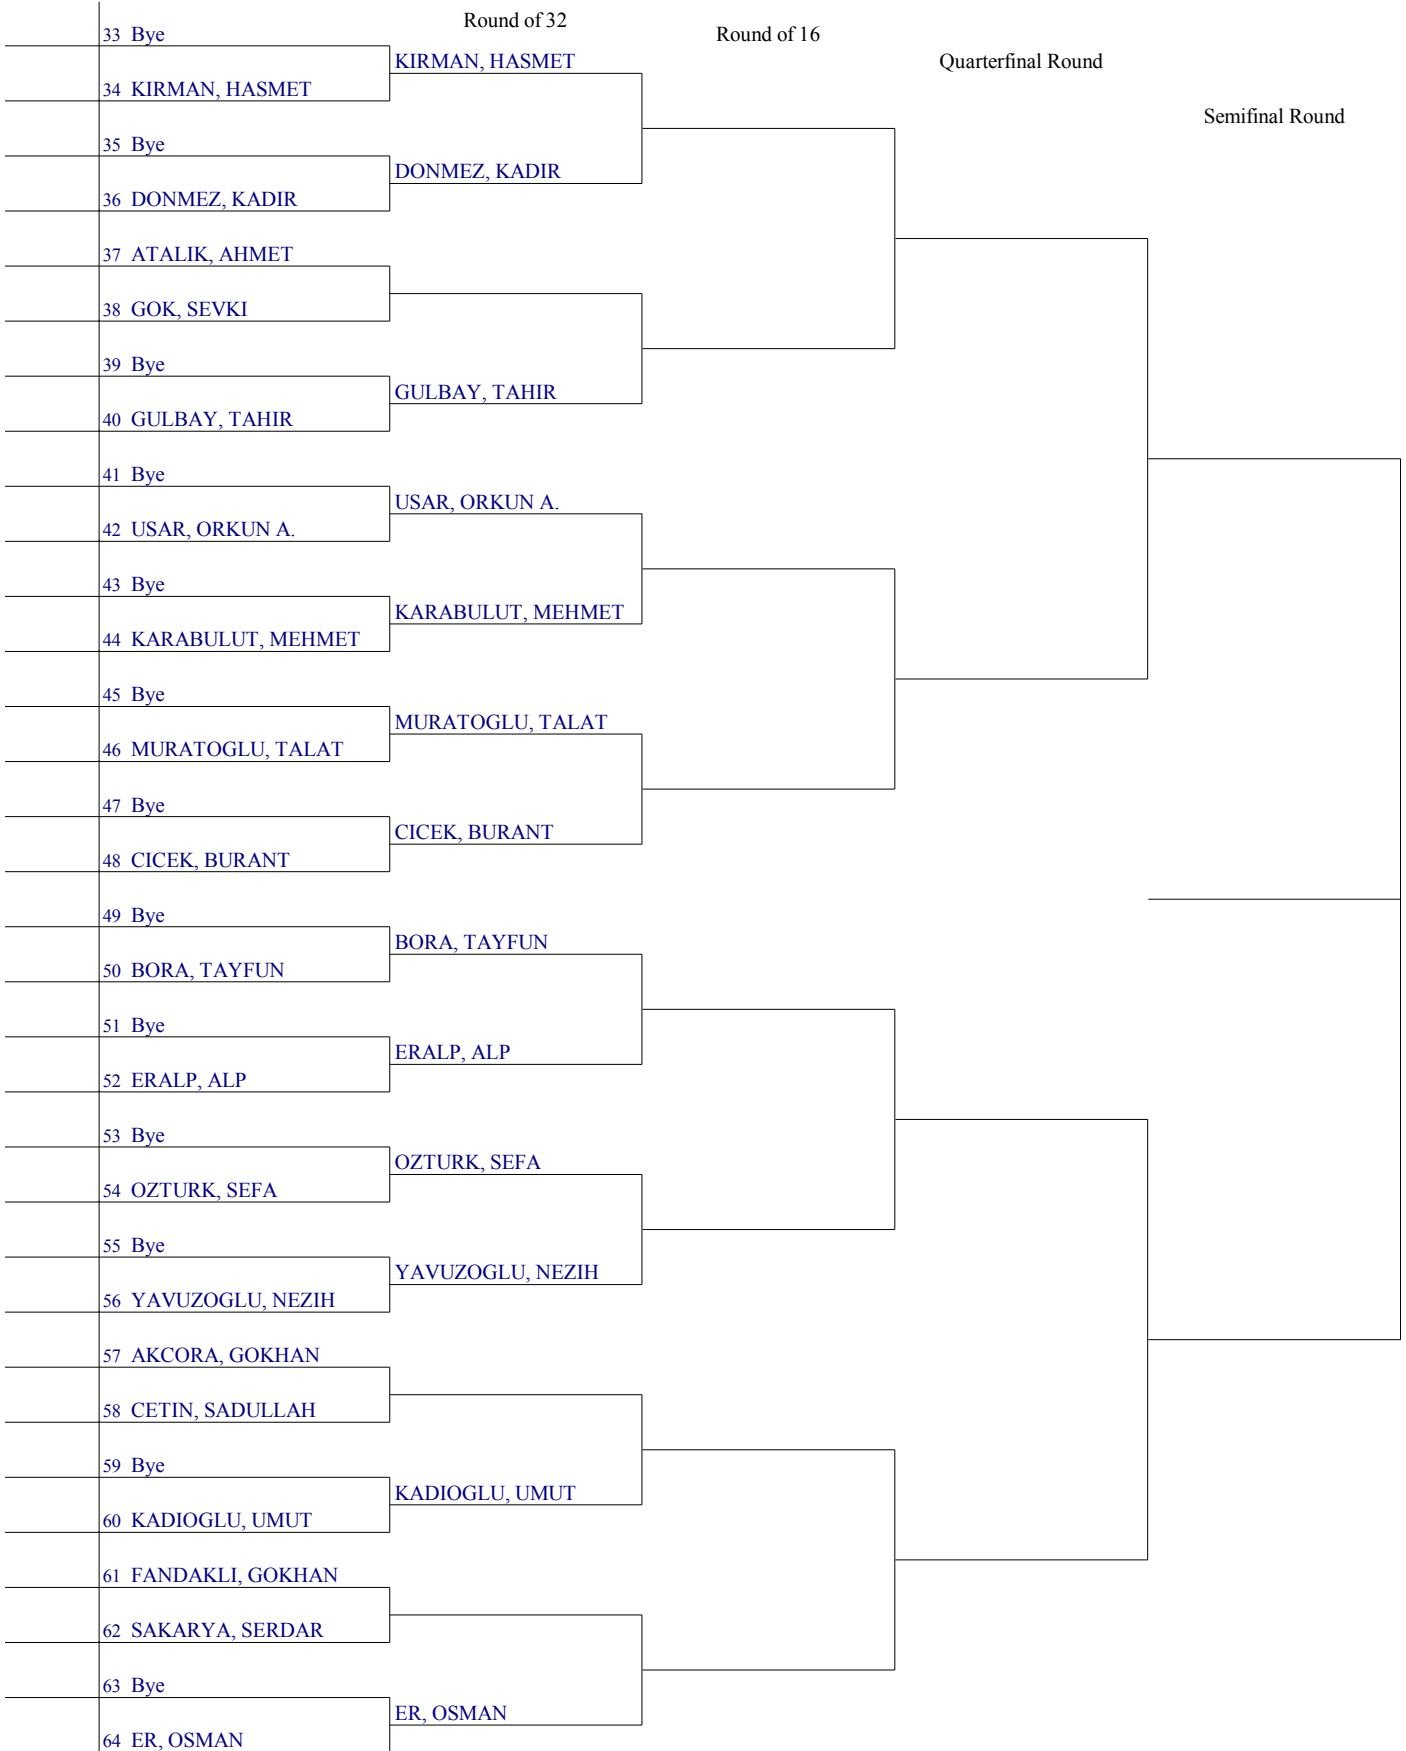 Round of 32
Round of 16
Quarterfinal Round
Semifinal Round
33 Bye
KIRMAN, HASMET
34 KIRMAN, HASMET
35 Bye
DONMEZ, KADIR
36 DONMEZ, KADIR
37 ATALIK, AHMET
38 GOK, SEVKI
39 Bye
GULBAY, TAHIR
40 GULBAY, TAHIR
41 Bye
USAR, ORKUN A.
42 USAR, ORKUN A.
43 Bye
KARABULUT, MEHMET
44 KARABULUT, MEHMET
45 Bye
MURATOGLU, TALAT
46 MURATOGLU, TALAT
47 Bye
CICEK, BURANT
48 CICEK, BURANT
49 Bye
BORA, TAYFUN
50 BORA, TAYFUN
51 Bye
ERALP, ALP
52 ERALP, ALP
53 Bye
OZTURK, SEFA
54 OZTURK, SEFA
55 Bye
YAVUZOGLU, NEZIH
56 YAVUZOGLU, NEZIH
57 AKCORA, GOKHAN
58 CETIN, SADULLAH
59 Bye
KADIOGLU, UMUT
60 KADIOGLU, UMUT
61 FANDAKLI, GOKHAN
62 SAKARYA, SERDAR
63 Bye
ER, OSMAN
64 ER, OSMAN